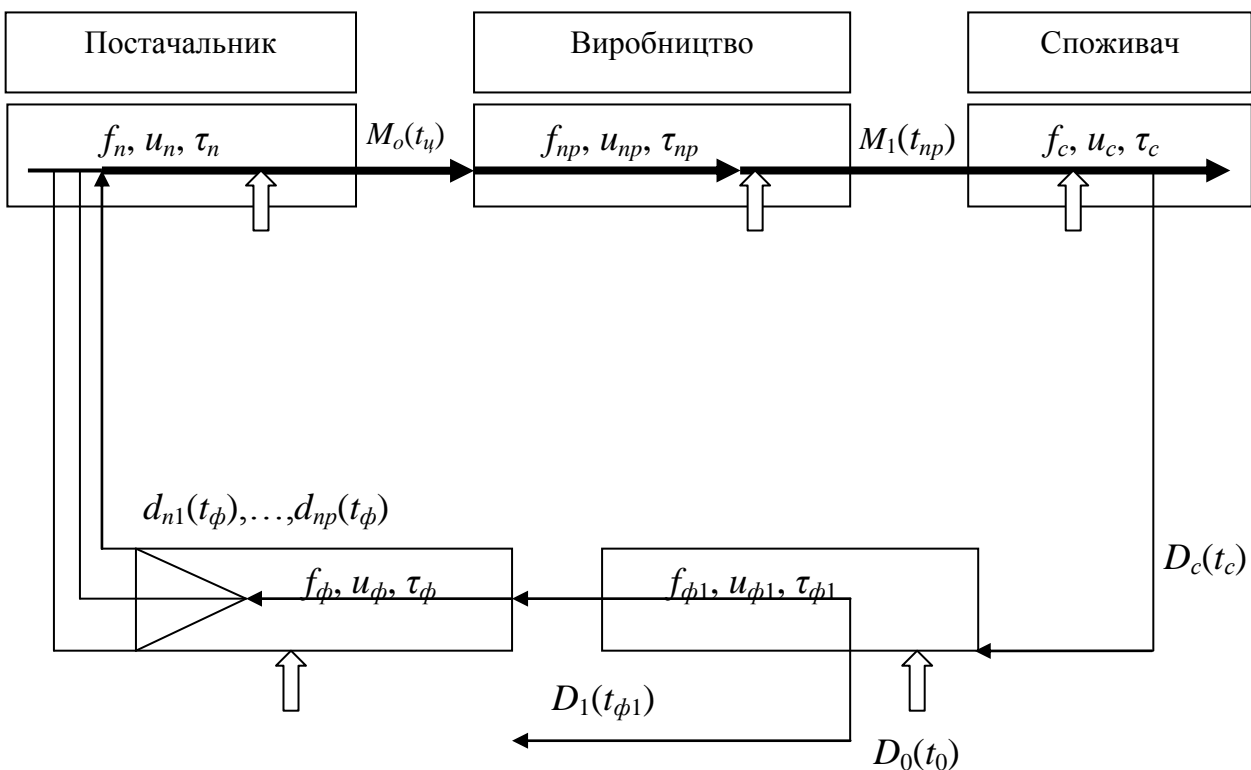 Постачальник
Виробництво
Споживач
fп, uп, τп
Mо(tц)
fпр, uпр, τпр
M1(tпр)
fс, uс, τс
dп1(tф),…,dпр(tф)
Dс(tс)
fф, uф, τф
fф1, uф1, τф1
D1(tф1)
D0(t0)